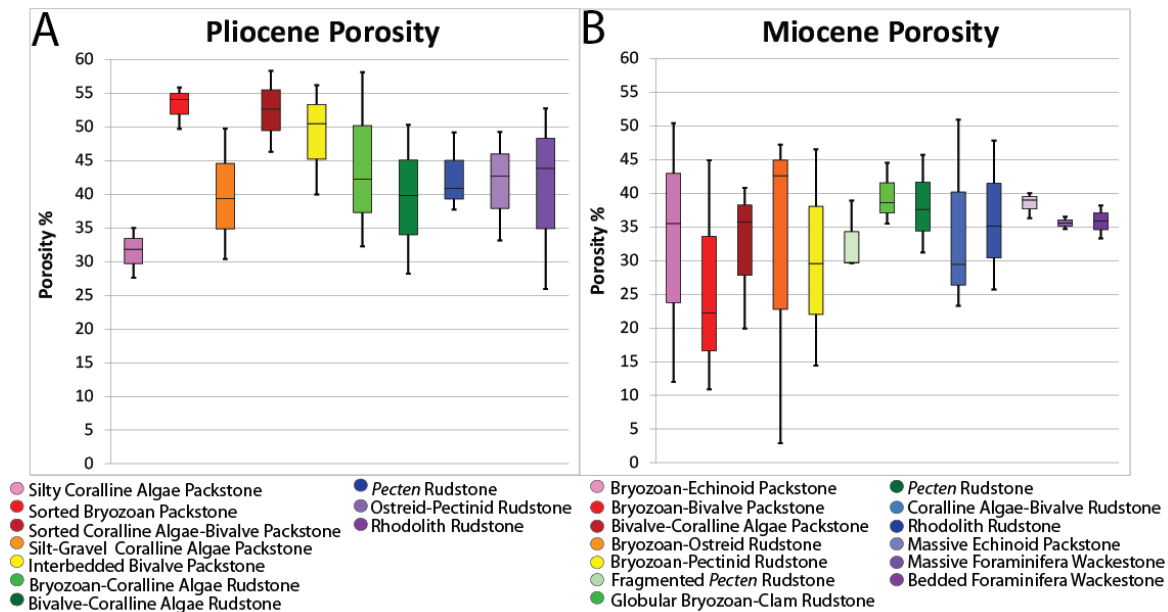 A
Pliocene Porosity
Porosity %
60
55
50
45
40
35
30
25
20
15
10
5
0
Silty Coralline Algae Packstone
Sorted Bryozoan Packstone
Sorted Coralline Algae-Bivalve Packstone
Silt-Gravel Coralline Algae Packstone
Interbedded Bivalve Packstone
Bryozoan-Coralline Algae Rudstone
Bivalve-Coralline Algae Rudstone
Pecten Rudstone
Ostreid-Pectinid Rudstone
Rhodolith Rudstone
B
Miocene Porosity
Porosity %
60
55
50
45
40
35
30
25
20
15
10
5
0
Bryozoan-Echinoid Packstone
Bryozoan-Bivalve Packstone
Bivalve-Coralline Algae Packstone
Bryozoan-Ostreid Rudstone
Bryozoan-Pectinid Rudstone
Fragmented Pecten Rudstone
Globular Bryozoan-Clam Rudstone
Pecten Rudstone
Coralline Algae-Bivalve Rudstone
Rhodolith Rudstone
Massive Echinoid Packstone
Massive Foraminifera Wackestone
Bedded Foraminifera Wackestone